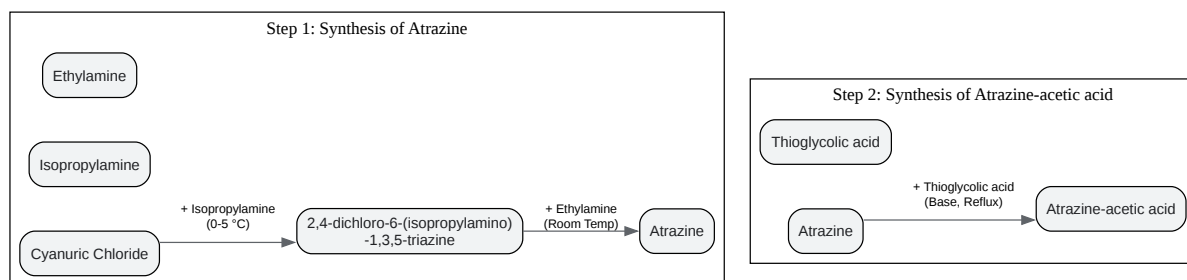 Step 1: Synthesis of Atrazine
Ethylamine
Isopropylamine
Cyanuric Chloride
+ Isopropylamine
(0-5 °C)
2,4-dichloro-6-(isopropylamino)
-1,3,5-triazine
+ Ethylamine
(Room Temp)
Atrazine
Step 2: Synthesis of Atrazine-acetic acid
Thioglycolic acid
Atrazine
+ Thioglycolic acid
(Base, Reflux)
Atrazine-acetic acid